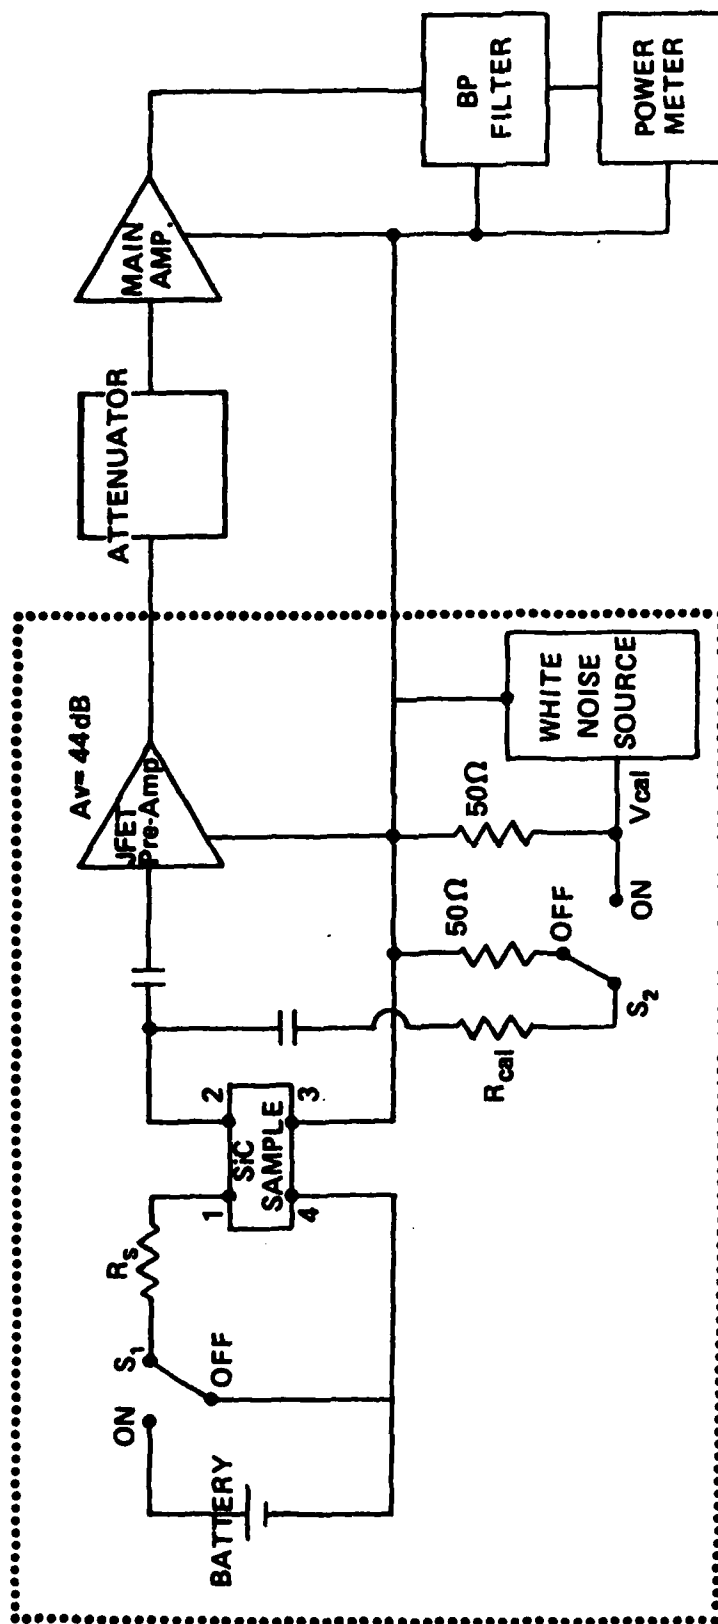 BATTERY
ON
S₁
OFF
Rₛ
1
2
SiC
SAMPLE
4
3
Av= 44dB
JFET
Pre-Amp
ATTENUATOR
MAIN
AMP.
BP
FILTER
POWER
METER
R_cal
S₂
OFF
50Ω
ON
50Ω
Vcal
WHITE
NOISE
SOURCE